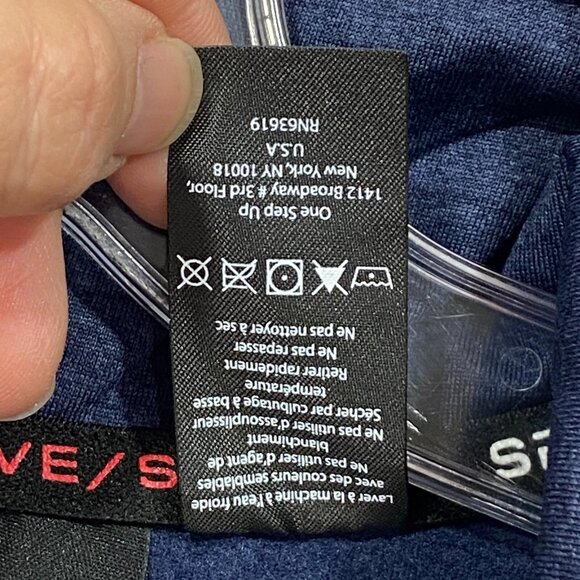 Laver à la machine à l'eau froide
avec des couleurs semblables
Ne pas utiliser d'agent de
blanchiment
Ne pas utiliser d'assouplisseur
Sécher par culbutage à basse
température
Retirer rapidement
Ne pas repasser
Ne pas nettoyer à sec
One Step Up
1412 Broadway # 3rd Floor,
New York, NY 10018
U.S.A
RN63619
VE/S